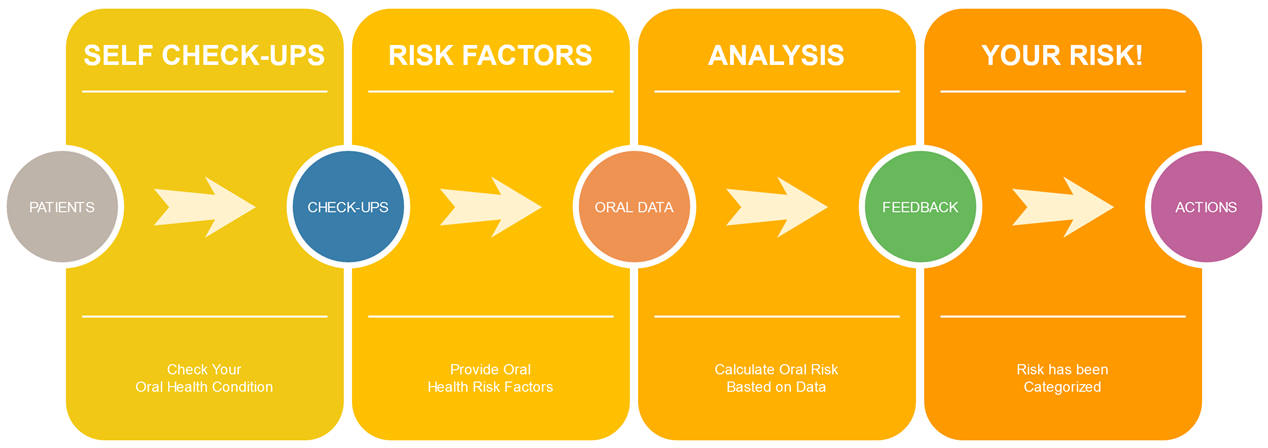 SELF CHECK-UPS
RISK FACTORS
ANALYSIS
YOUR RISK!
PATIENTS
CHECK-UPS
ORAL DATA
FEEDBACK
ACTIONS
Check Your
Oral Health Condition
Provide Oral
Health Risk Factors
Calculate Oral Risk
Basted on Data
Risk has been
Categorized